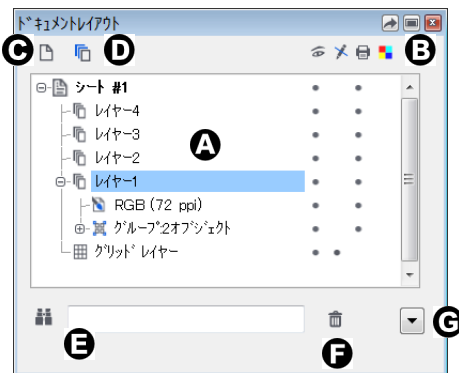 ドキュメントレイアウト
C D B
シート #1
レイヤー4
レイヤー3
A
レイヤー2
レイヤー1
RGB (72 ppi)
グループ:2オブジェクト
グリッド レイヤー
E F G